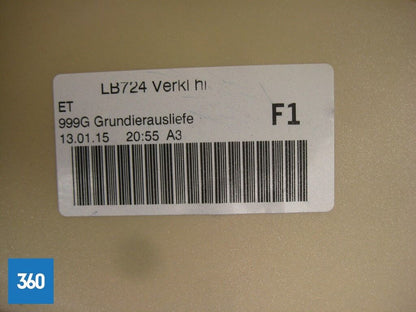 LB724 Verkl hi
ET
999G Grundierausliefe
F1
13.01.15 20:55 A3
360